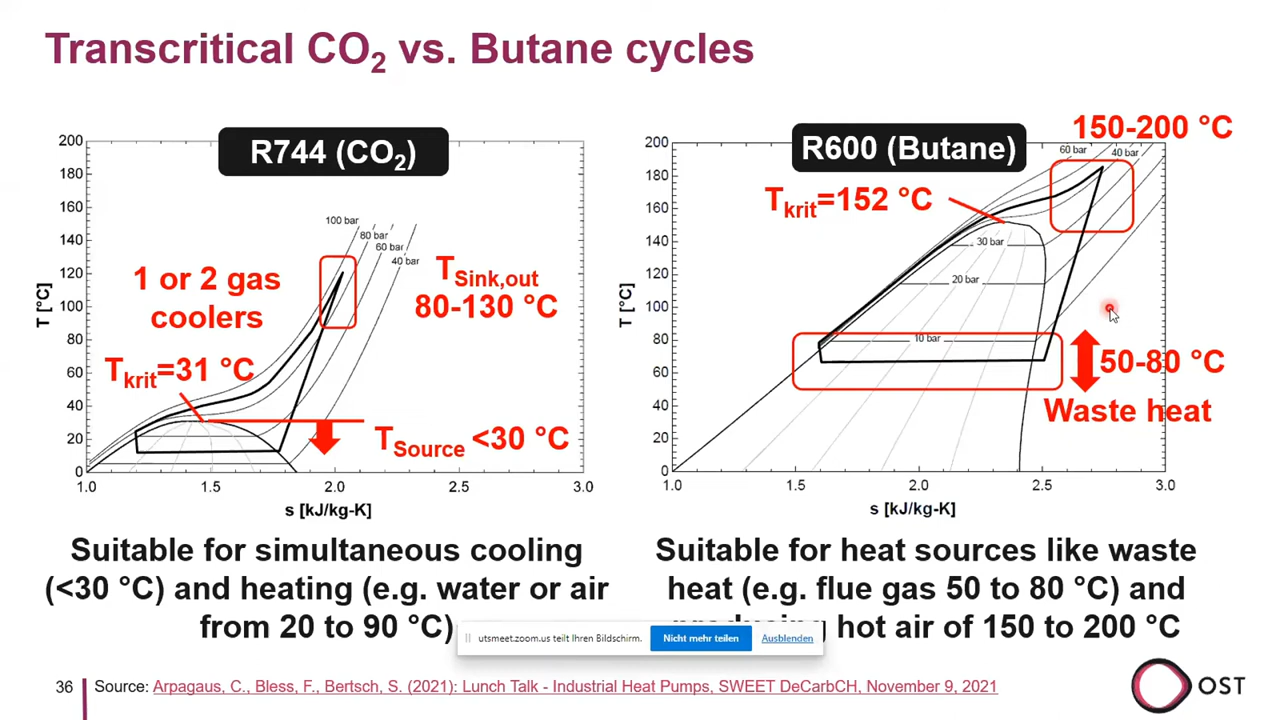 Transcritical CO₂ vs. Butane cycles
R744 (CO₂)
200
180
160
140
120
100
80
60
40
20
0
T [°C]
1.0
1.5
2.0
2.5
3.0
s [kJ/kg-K]
100 bar
80 bar
60 bar
40 bar
1 or 2 gas
coolers
T_Sink,out
80-130 °C
T_krit=31 °C
T_Source <30 °C
R600 (Butane)
150-200 °C
200
180
160
140
120
100
80
60
40
20
0
T [°C]
1.0
1.5
2.0
2.5
3.0
s [kJ/kg-K]
60 bar
40 bar
T_krit=152 °C
30 bar
20 bar
10 bar
50-80 °C
Waste heat
Suitable for simultaneous cooling
(<30 °C) and heating (e.g. water or air
from 20 to 90 °C)
Suitable for heat sources like waste
heat (e.g. flue gas 50 to 80 °C) and
hot air of 150 to 200 °C
utsmeet.zoom.us teilt Ihren Bildschirm.
Nicht mehr teilen
Ausblenden
36
Source: Arpagaus, C., Bless, F., Bertsch, S. (2021): Lunch Talk - Industrial Heat Pumps, SWEET DeCarbCH, November 9, 2021
OST